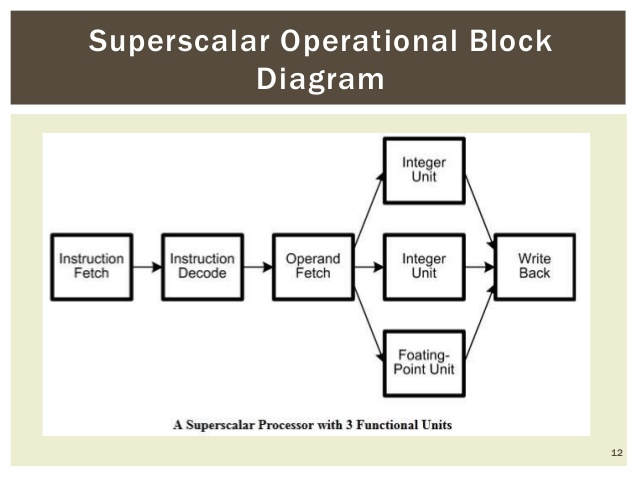 Superscalar Operational Block
Diagram
Integer
Unit
Instruction
Fetch
Instruction
Decode
Operand
Fetch
Integer
Unit
Write
Back
Foating-
Point Unit
A Superscalar Processor with 3 Functional Units
12